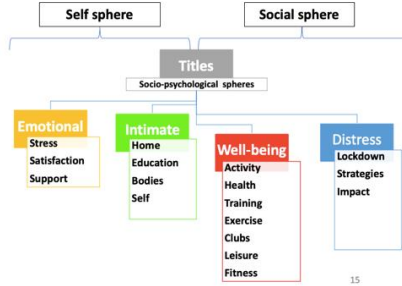 Self sphere
Social sphere
Titles
Socio-psychological spheres
Emotional
Stress
Satisfaction
Support
Intimate
Home
Education
Bodies
Self
Well-being
Activity
Health
Training
Exercise
Clubs
Leisure
Fitness
Distress
Lockdown
Strategies
Impact
15